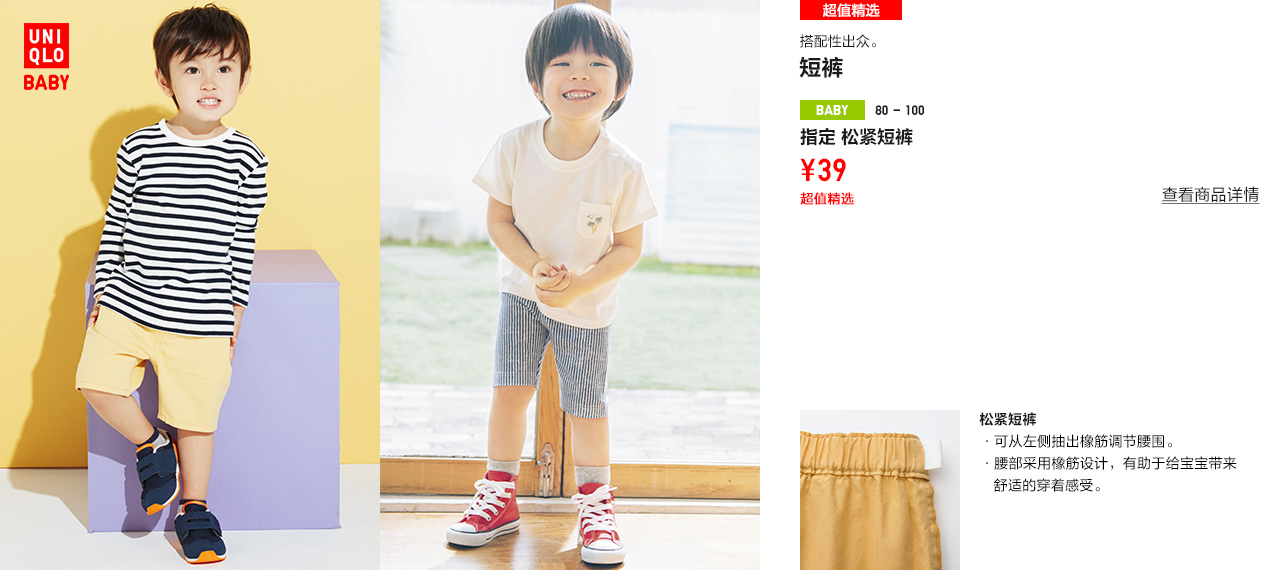 UNI
QLO
BABY
超值精选
搭配性出众。
短裤
BABY 80 – 100
指定 松紧短裤
¥39
超值精选
查看商品详情
松紧短裤
·可从左侧抽出橡筋调节腰围。
·腰部采用橡筋设计，有助于给宝宝带来
舒适的穿着感受。